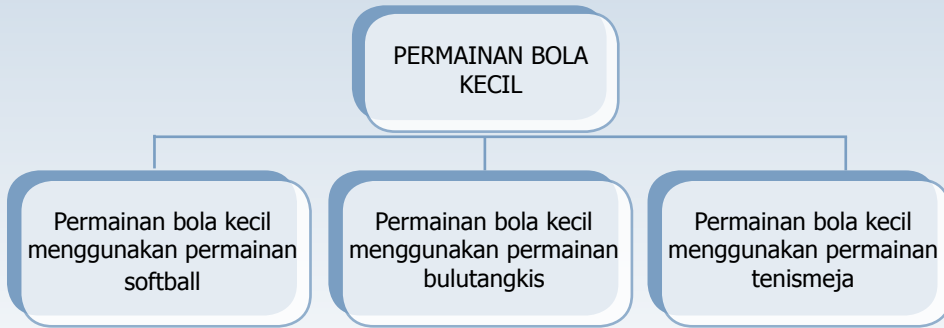 PERMAINAN BOLA
KECIL
Permainan bola kecil
menggunakan permainan
softball
Permainan bola kecil
menggunakan permainan
bulutangkis
Permainan bola kecil
menggunakan permainan
tenismeja